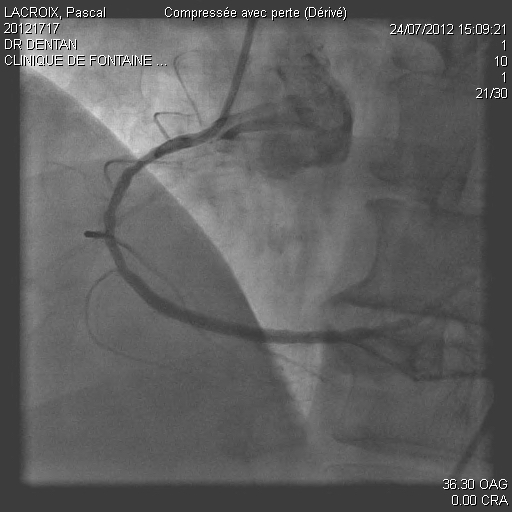 LACROIX, Pascal
Compressée avec perte (Dérivé)
20121717
24/07/2012 15:09:21
DR DENTAN
1
CLINIQUE DE FONTAINE ...
10
1
21/30
36.30 OAG
0.00 CRA